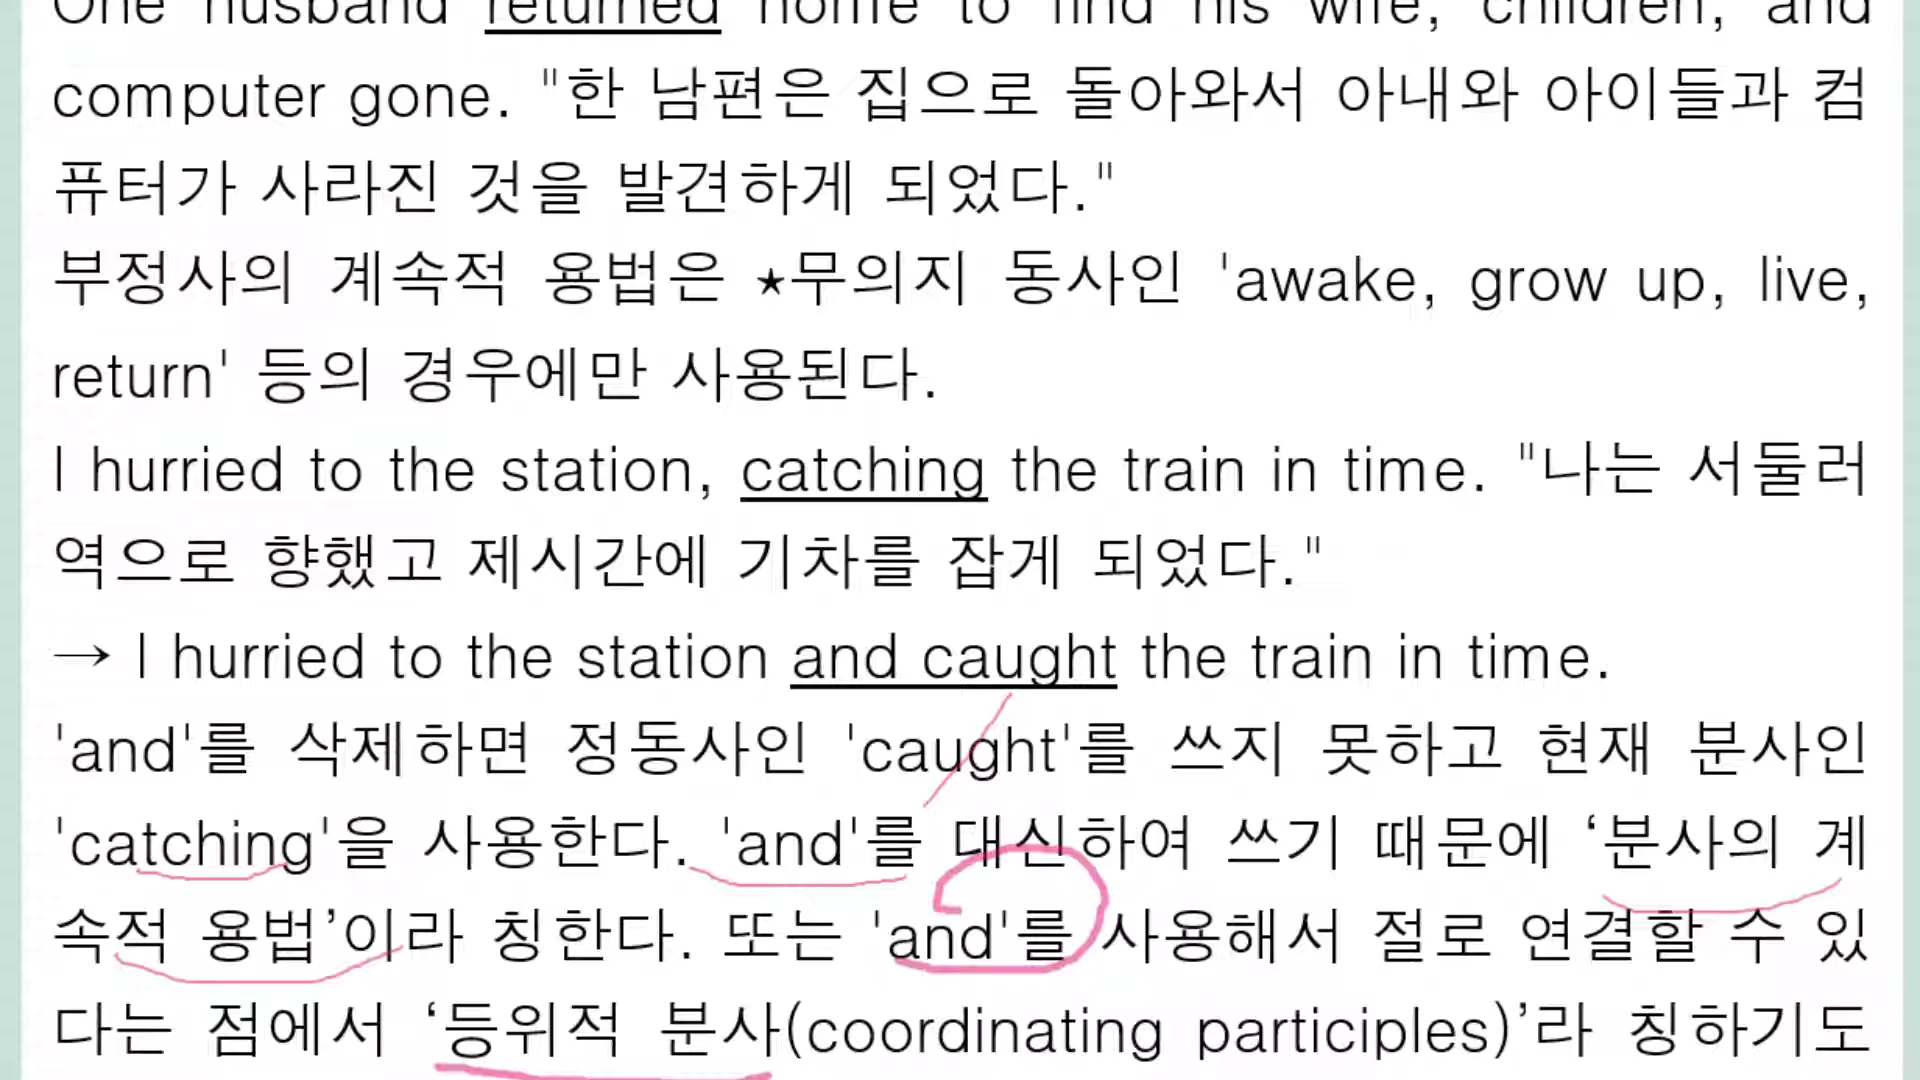 One husband returned home to find his wife, children, and
computer gone. "한 남편은 집으로 돌아와서 아내와 아이들과 컴
퓨터가 사라진 것을 발견하게 되었다."
부정사의 계속적 용법은 ★무의지 동사인 'awake, grow up, live,
return' 등의 경우에만 사용된다.
I hurried to the station, catching the train in time. "나는 서둘러
역으로 향했고 제시간에 기차를 잡게 되었다."
→ I hurried to the station and caught the train in time.
'and'를 삭제하면 정동사인 'caught'를 쓰지 못하고 현재 분사인
'catching'을 사용한다. 'and'를 대신하여 쓰기 때문에 ‘분사의 계
속적 용법’이라 칭한다. 또는 'and'를 사용해서 절로 연결할 수 있
다는 점에서 ‘등위적 분사(coordinating participles)’라 칭하기도